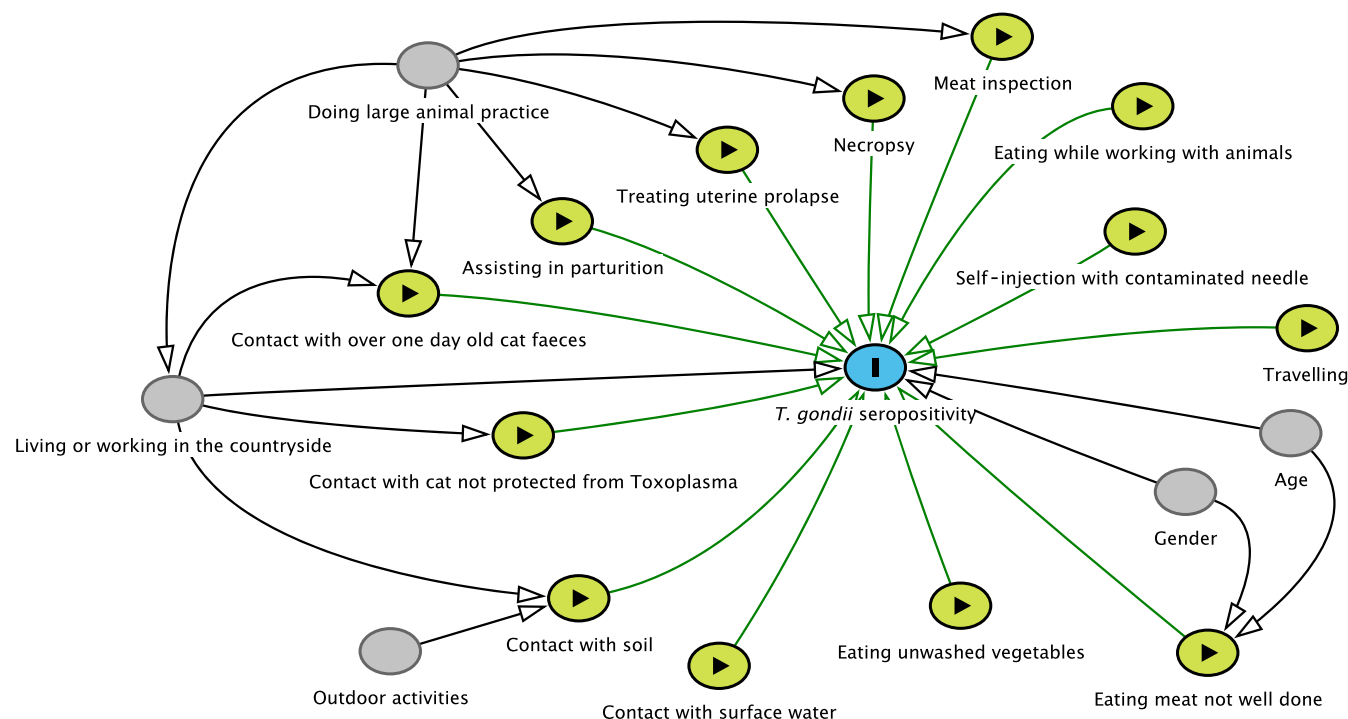 Meat inspection
Doing large animal practice
Necropsy
Eating while working with animals
Treating uterine prolapse
Assisting in parturition
Self-injection with contaminated needle
Contact with over one day old cat faeces
Travelling
T. gondii seropositivity
Living or working in the countryside
Contact with cat not protected from Toxoplasma
Age
Gender
Contact with soil
Eating unwashed vegetables
Outdoor activities
Eating meat not well done
Contact with surface water